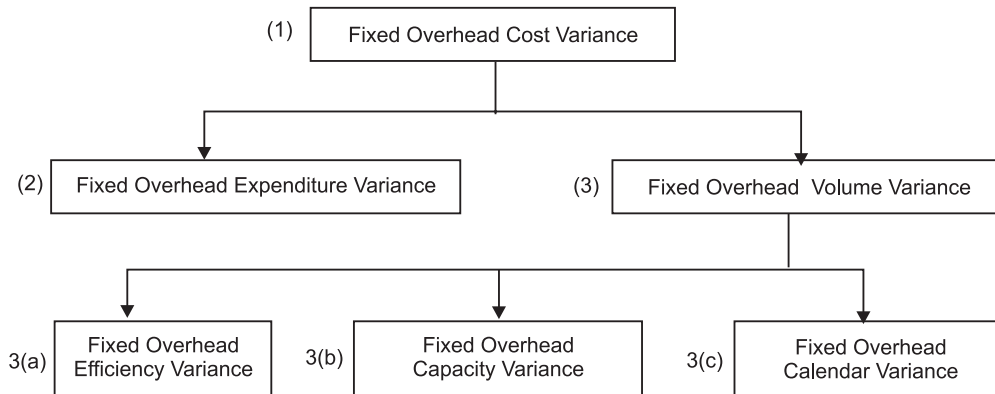 (1) Fixed Overhead Cost Variance
(2) Fixed Overhead Expenditure Variance
(3) Fixed Overhead Volume Variance
3(a) Fixed Overhead
Efficiency Variance
3(b) Fixed Overhead
Capacity Variance
3(c) Fixed Overhead
Calendar Variance